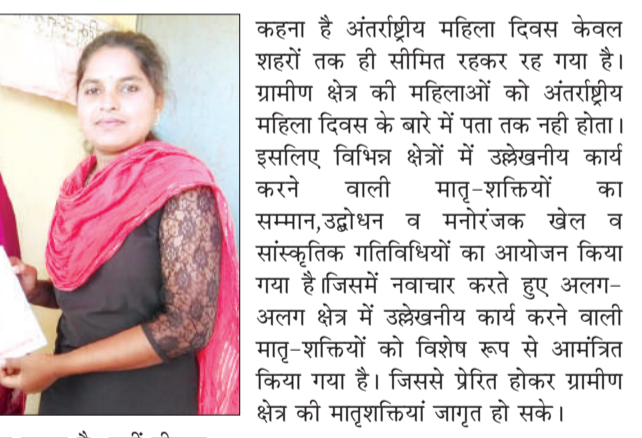 कहना है अंतर्राष्ट्रीय महिला दिवस केवल
शहरों तक ही सीमित रहकर रह गया है।
ग्रामीण क्षेत्र की महिलाओं को अंतर्राष्ट्रीय
महिला दिवस के बारे में पता तक नही होता।
इसलिए विभिन्न क्षेत्रों में उल्लेखनीय कार्य
करने वाली मातृ-शक्तियों का
सम्मान,उद्बोधन व मनोरंजक खेल व
सांस्कृतिक गतिविधियों का आयोजन किया
गया है।जिसमें नवाचार करते हुए अलग-
अलग क्षेत्र में उल्लेखनीय कार्य करने वाली
मातृ-शक्तियों को विशेष रूप से आमंत्रित
किया गया है। जिससे प्रेरित होकर ग्रामीण
क्षेत्र की मातृशक्तियां जागृत हो सके।